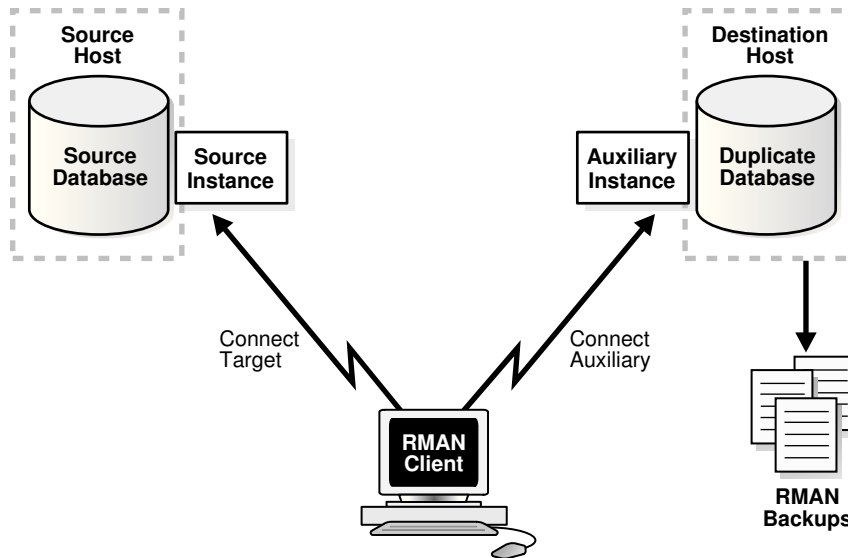 Source
Host
Destination
Host
Source
Database
Source
Instance
Auxiliary
Instance
Duplicate
Database
Connect
Target
Connect
Auxiliary
RMAN
Client
RMAN
Backups